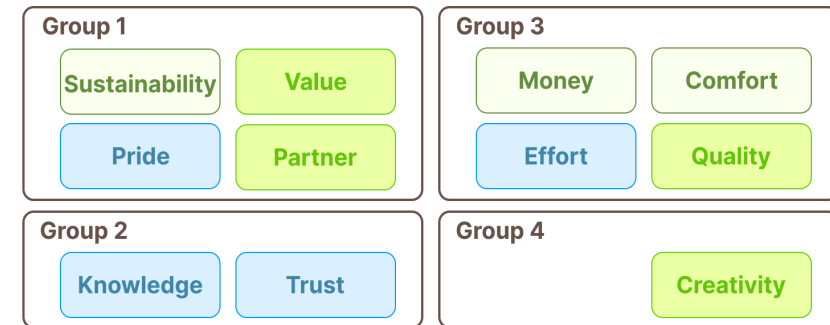 Group 1
Sustainability
Value
Pride
Partner
Group 3
Money
Comfort
Effort
Quality
Group 2
Knowledge
Trust
Group 4
Creativity